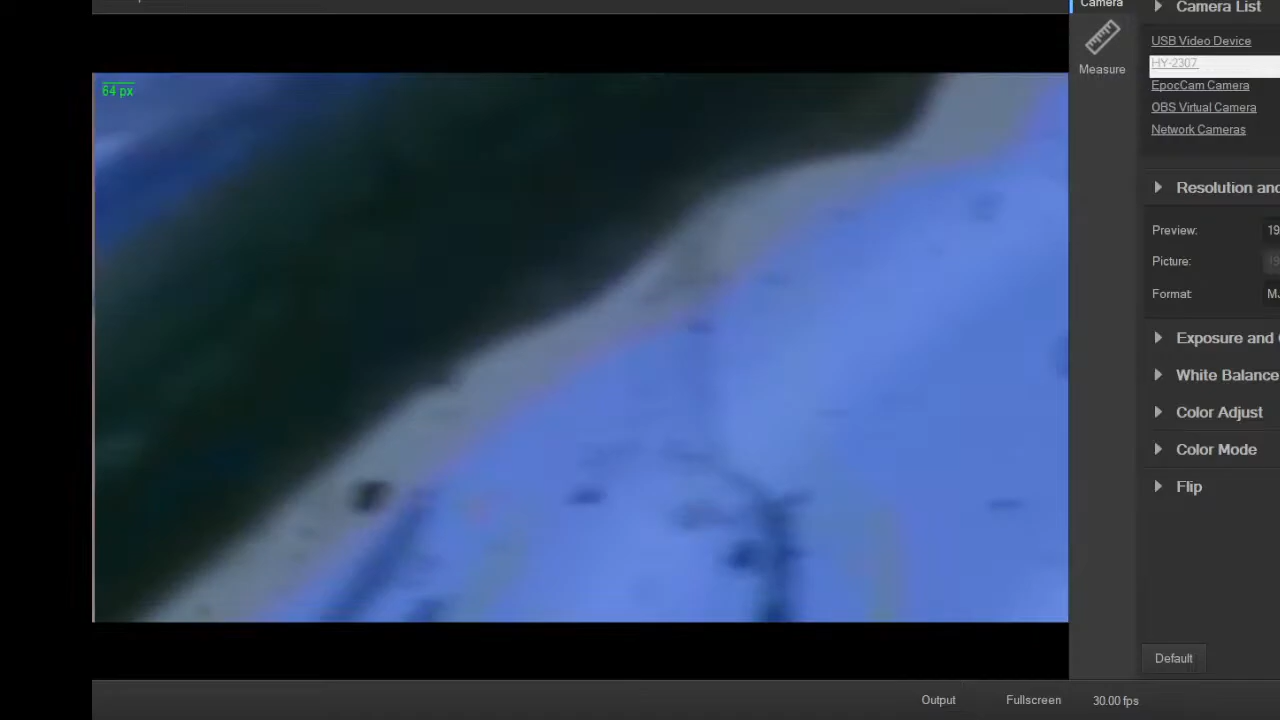 Camera
Measure
64 px
Camera List
USB Video Device
HY-2307
EpocCam Camera
OBS Virtual Camera
Network Cameras
Resolution and
Preview:
Picture:
Format:
Exposure and
White Balance
Color Adjust
Color Mode
Flip
Default
Output
Fullscreen
30.00 fps